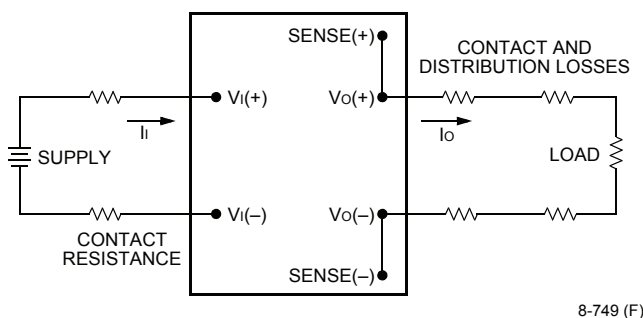 SENSE(+)
CONTACT AND
DISTRIBUTION LOSSES
VI(+)
VO(+)
II
IO
SUPPLY
LOAD
VI(–)
VO(–)
CONTACT
RESISTANCE
SENSE(–)
8-749 (F)